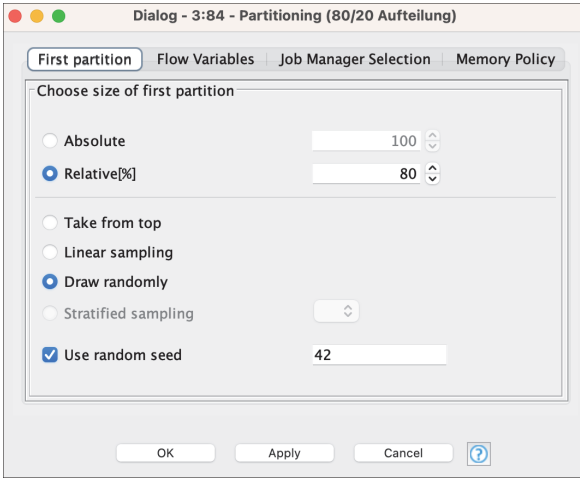 Dialog - 3:84 - Partitioning (80/20 Aufteilung)
First partition Flow Variables Job Manager Selection Memory Policy
Choose size of first partition
Absolute 100
Relative[%] 80
Take from top
Linear sampling
Draw randomly
Stratified sampling
Use random seed 42
OK Apply Cancel ?